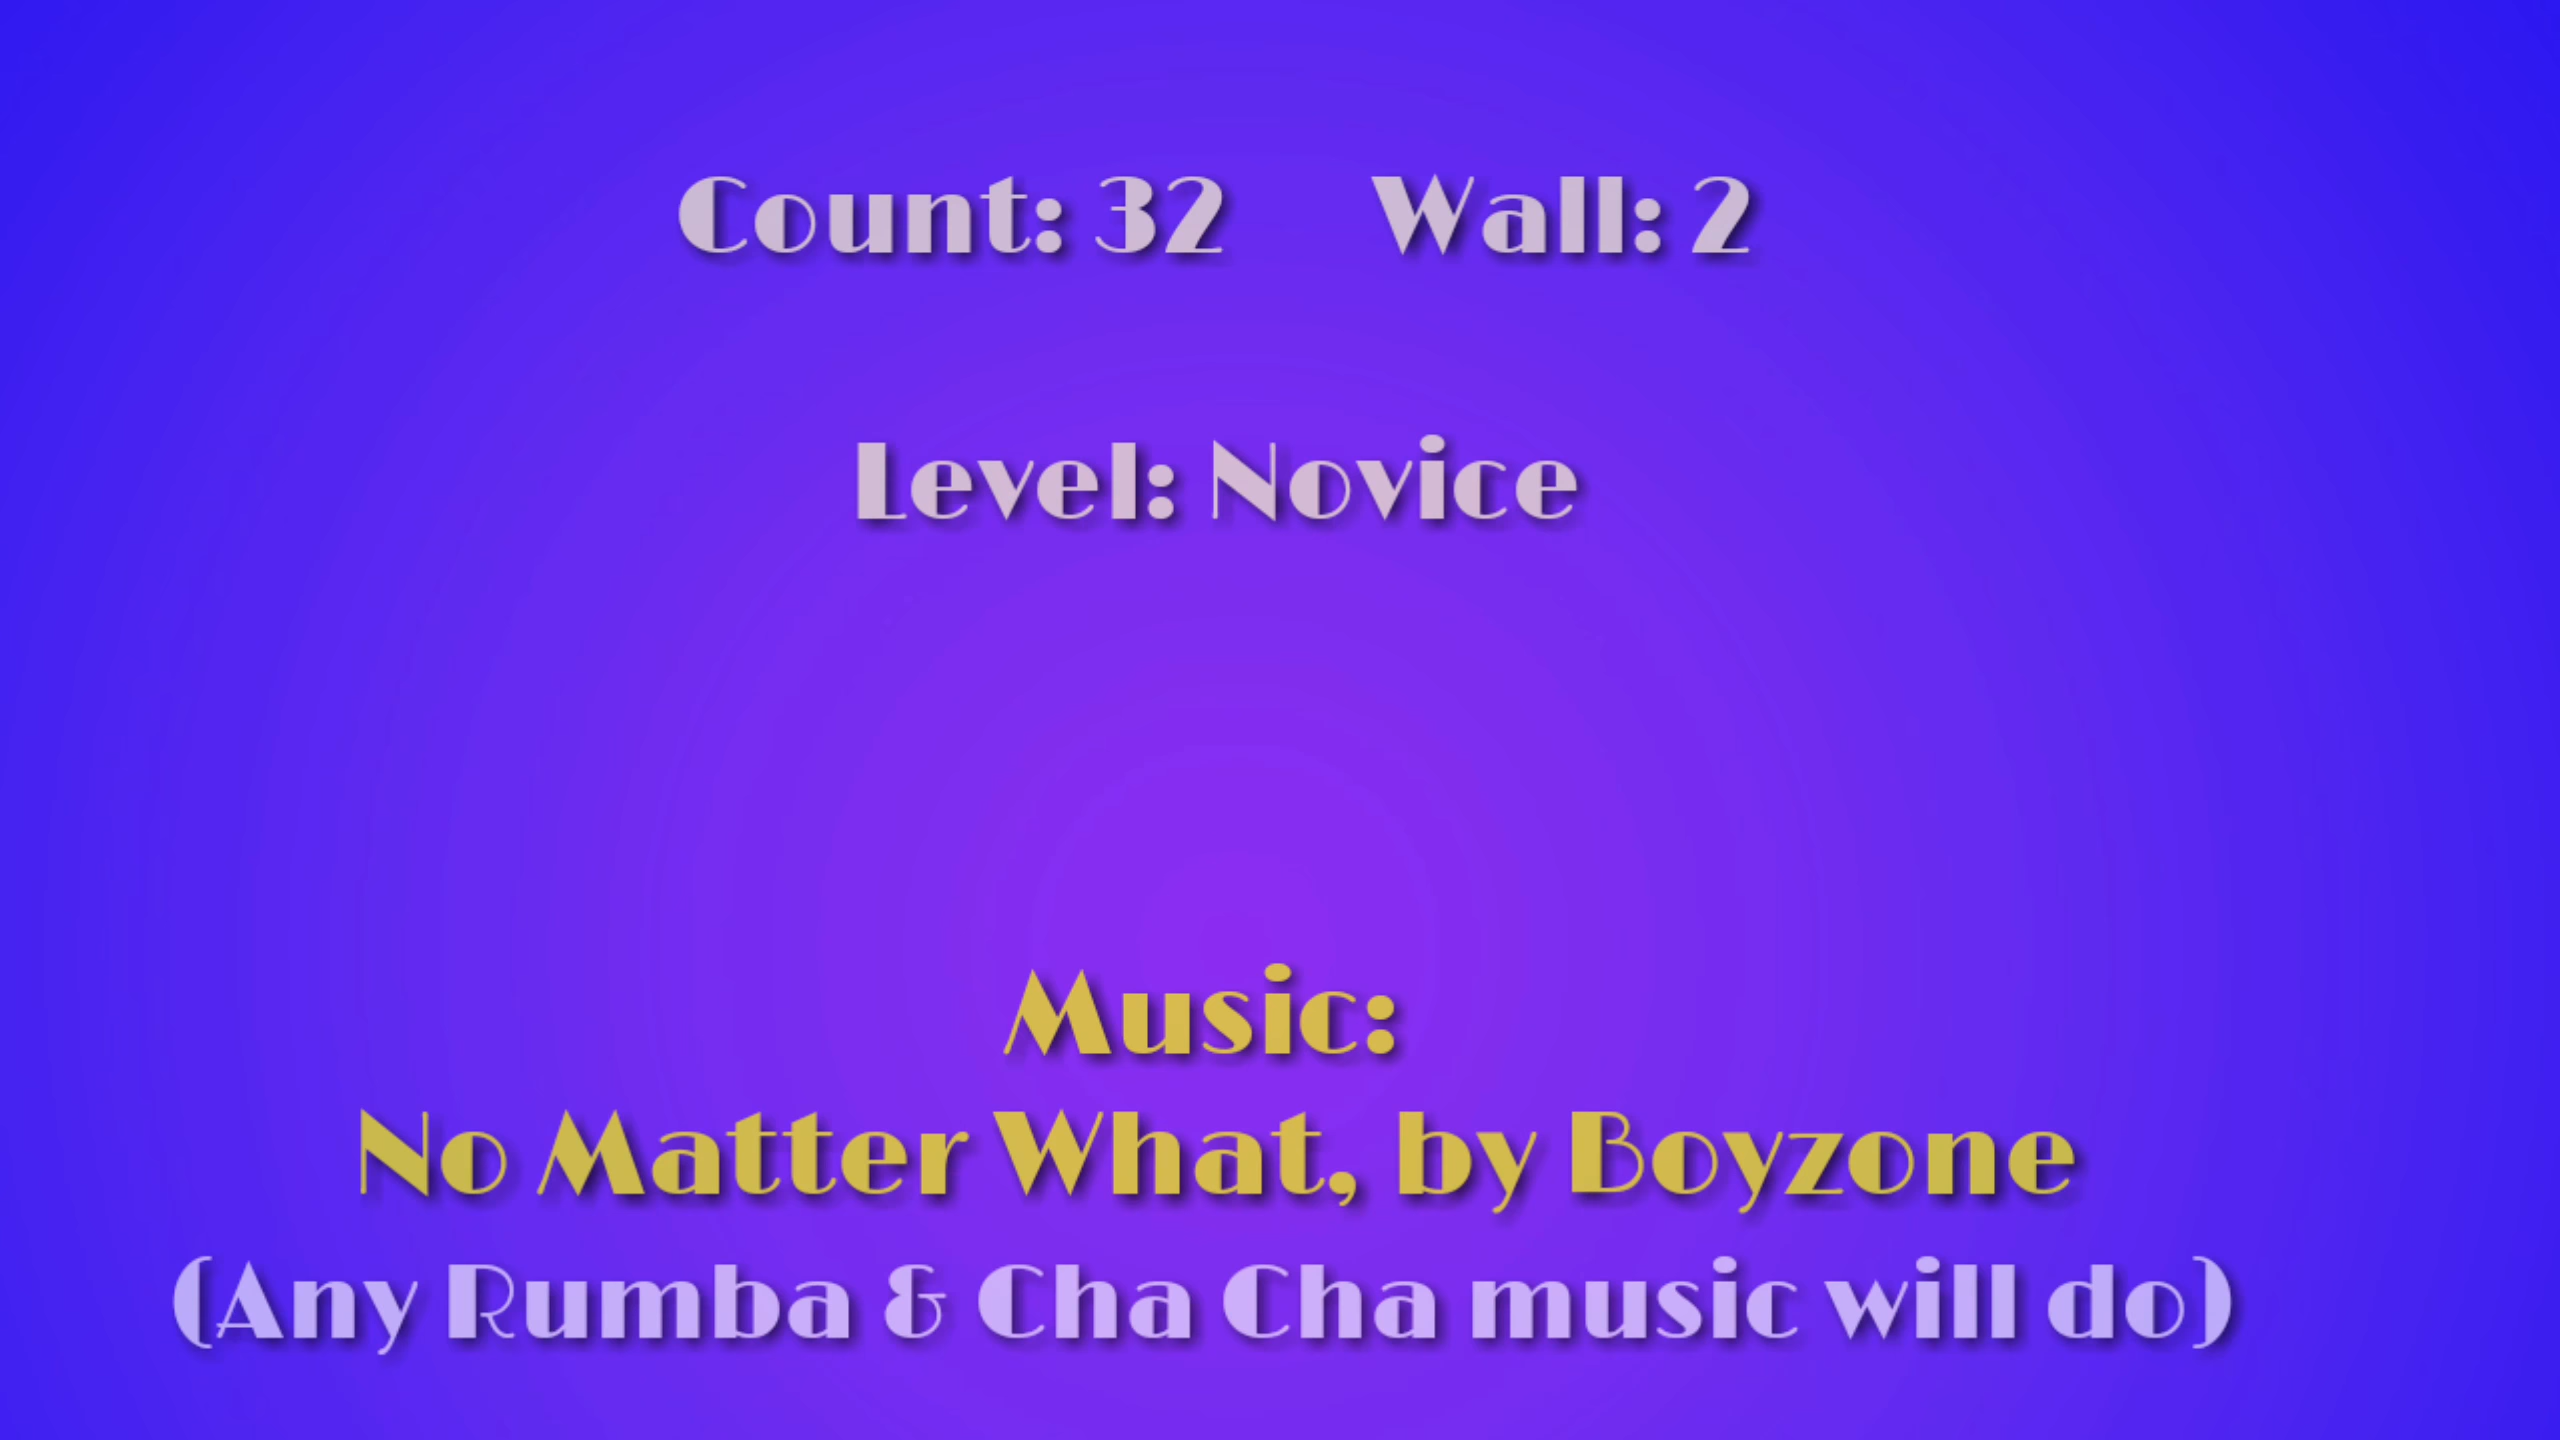 Count: 32 Wall: 2
Level: Novice
Music:
No Matter What, by Boyzone
(Any Rumba & Cha Cha music will do)